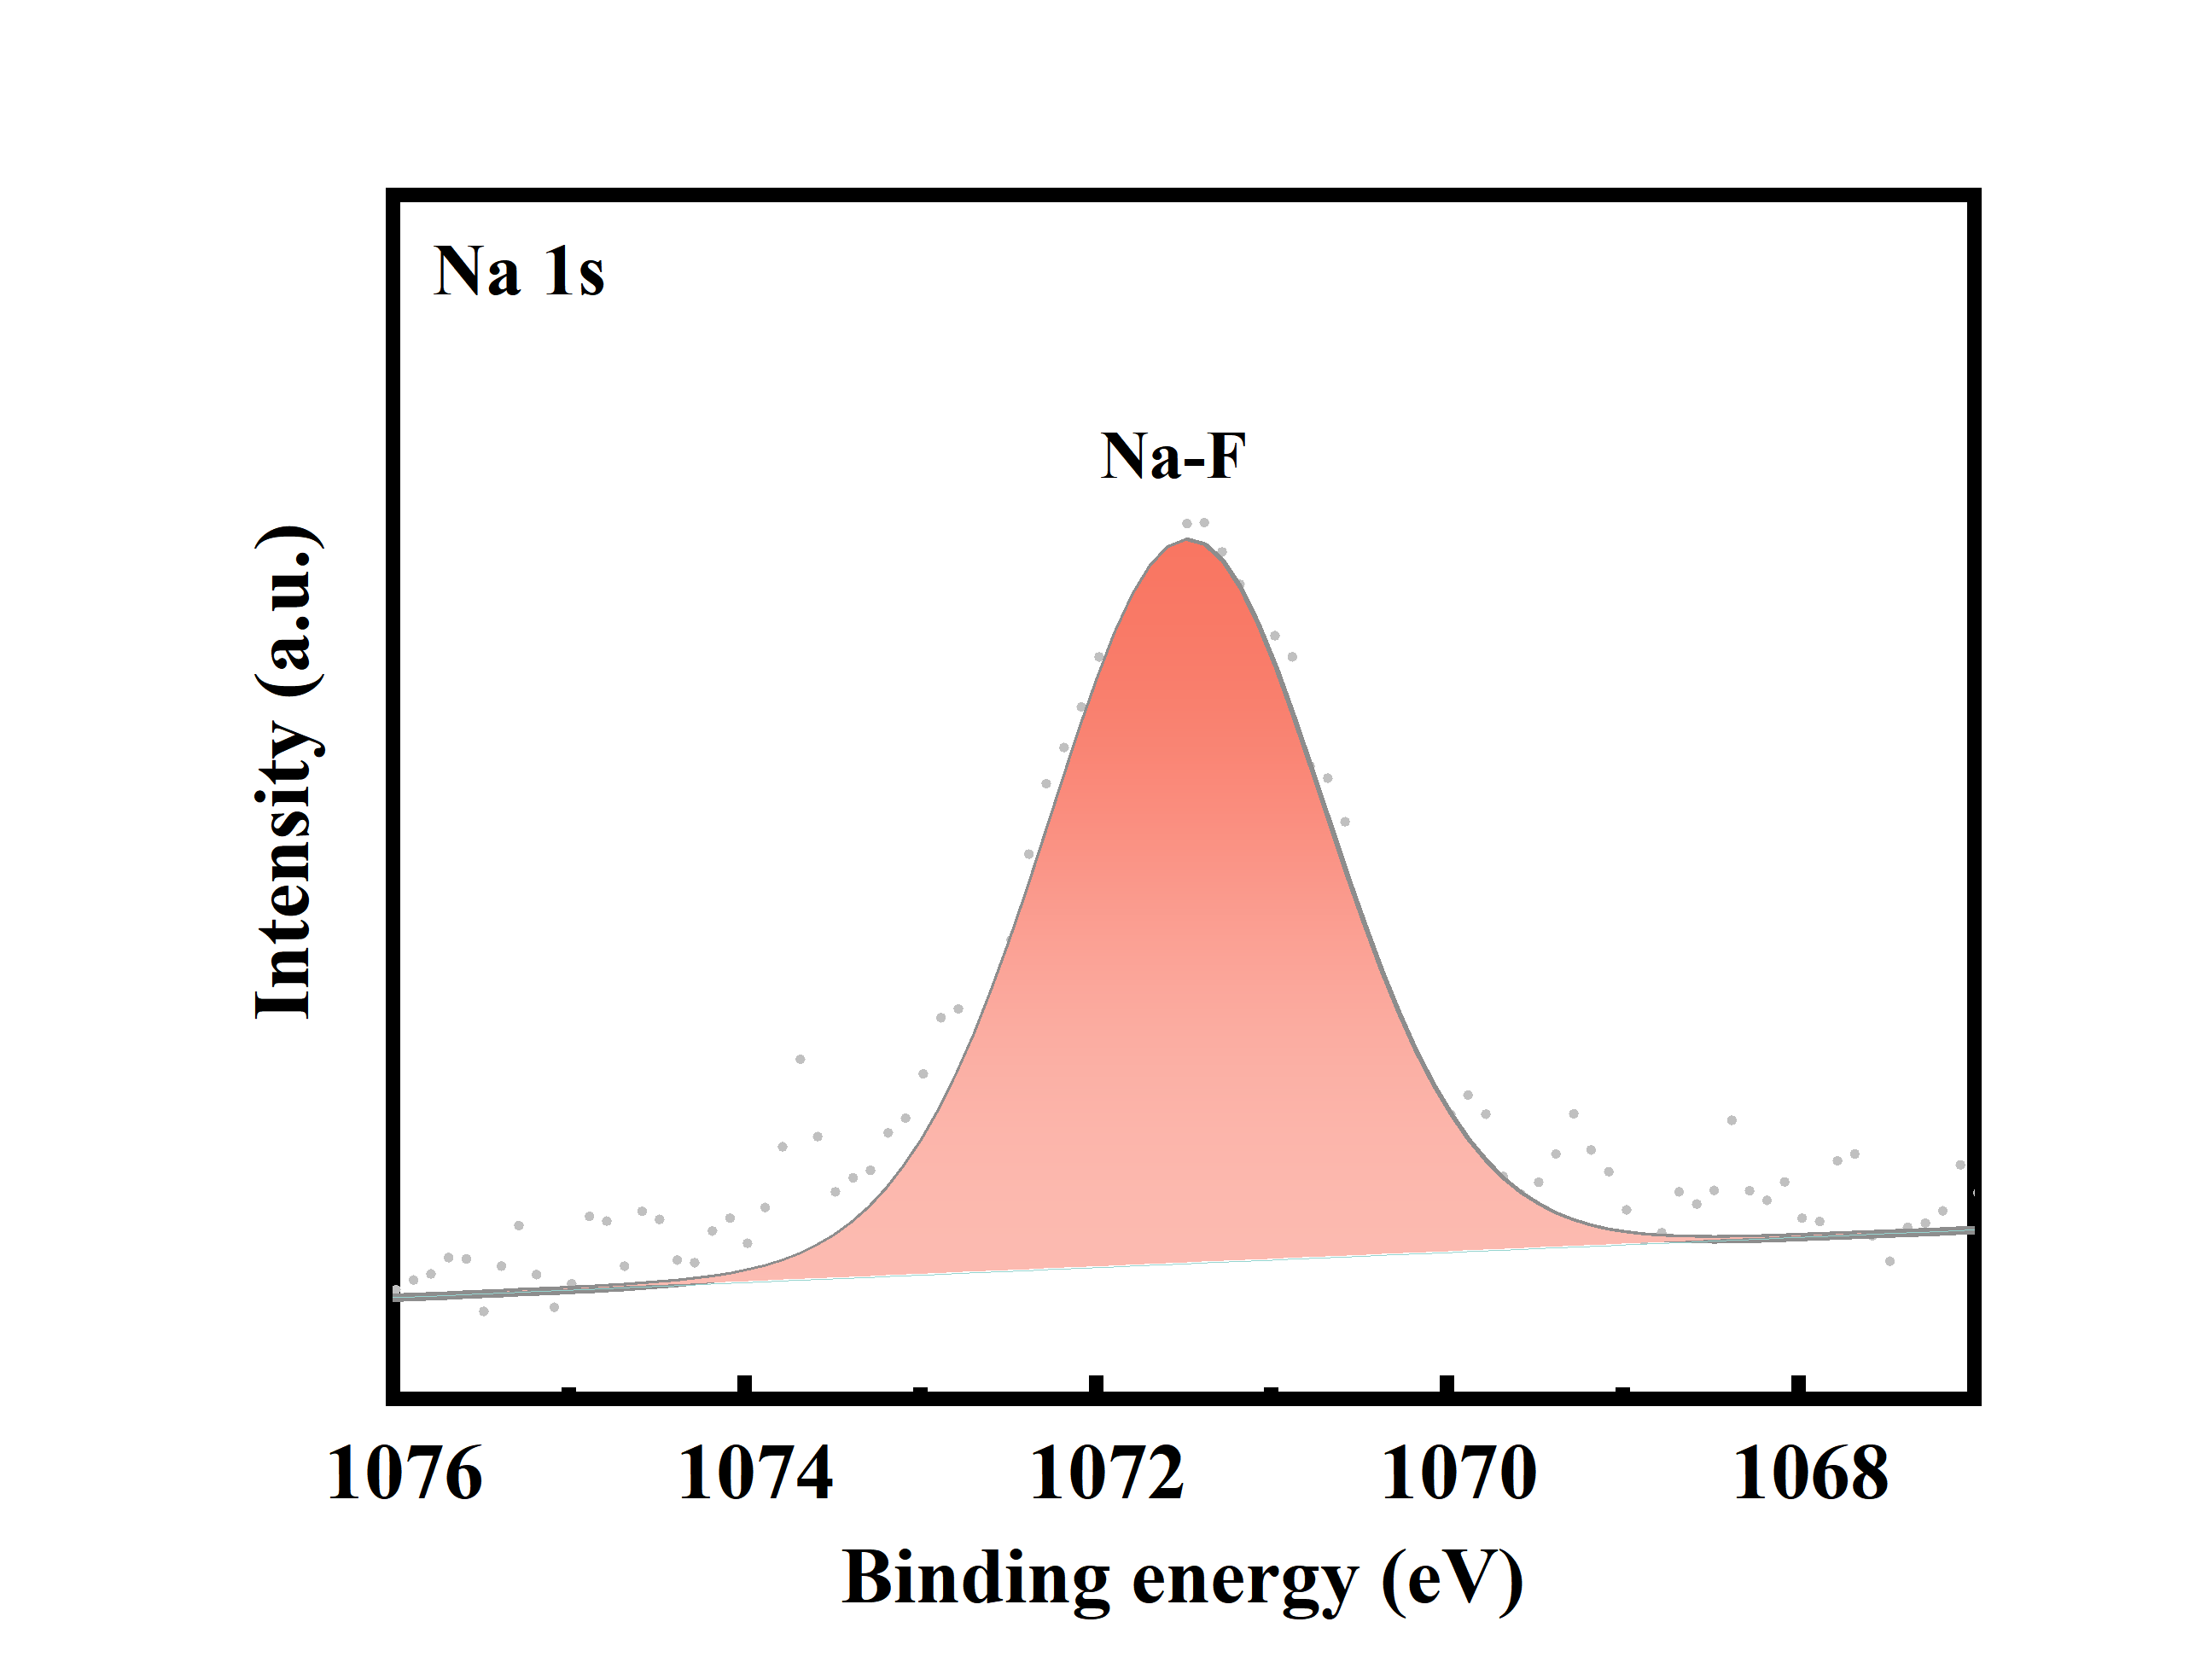 Na 1s
Na-F
Intensity (a.u.)
1076 1074 1072 1070 1068
Binding energy (eV)